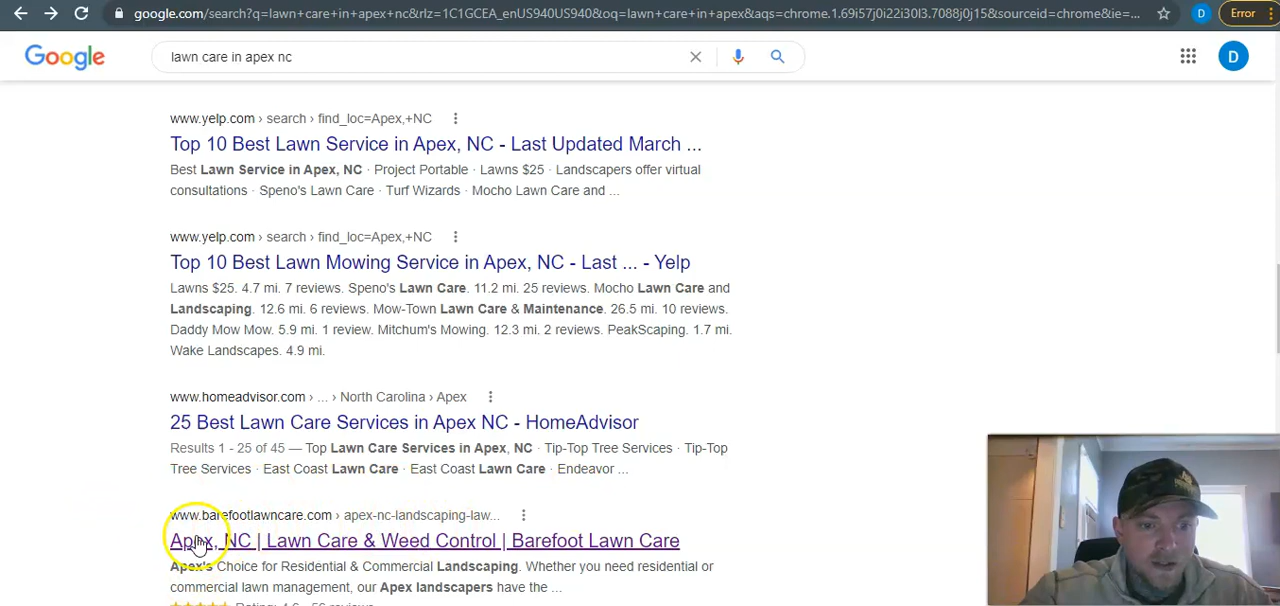 google.com/search?q=lawn+care+in+apex+nc&rlz=1C1GCEA_enUS940US940&oq=lawn+care+in+apex&aqs=chrome.1.69i57j0i22i30l3.7088j0j15&sourceid=chrome&ie=...
D
Error
Google
lawn care in apex nc
D
www.yelp.com › search › find_loc=Apex,+NC
Top 10 Best Lawn Service in Apex, NC - Last Updated March ...
Best Lawn Service in Apex, NC · Project Portable · Lawns $25 · Landscapers offer virtual
consultations · Speno's Lawn Care · Turf Wizards · Mocho Lawn Care and ...
www.yelp.com › search › find_loc=Apex,+NC
Top 10 Best Lawn Mowing Service in Apex, NC - Last ... - Yelp
Lawns $25. 4.7 mi. 7 reviews. Speno's Lawn Care. 11.2 mi. 25 reviews. Mocho Lawn Care and
Landscaping. 12.6 mi. 6 reviews. Mow-Town Lawn Care & Maintenance. 26.5 mi. 10 reviews.
Daddy Mow Mow. 5.9 mi. 1 review. Mitchum's Mowing. 12.3 mi. 2 reviews. PeakScaping. 1.7 mi.
Wake Landscapes. 4.9 mi.
www.homeadvisor.com › ... › North Carolina › Apex
25 Best Lawn Care Services in Apex NC - HomeAdvisor
Results 1 - 25 of 45 — Top Lawn Care Services in Apex, NC · Tip-Top Tree Services · Tip-Top
Tree Services · East Coast Lawn Care · East Coast Lawn Care · Endeavor ...
www.barefootlawncare.com › apex-nc-landscaping-law...
Apex, NC | Lawn Care & Weed Control | Barefoot Lawn Care
Apex's Choice for Residential & Commercial Landscaping. Whether you need residential or
commercial lawn management, our Apex landscapers have the ...